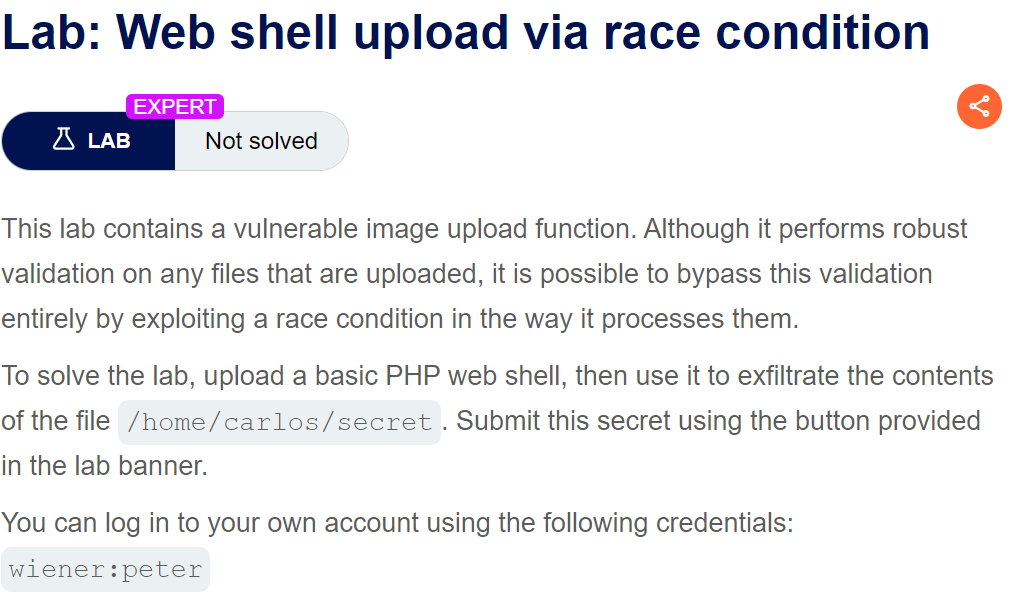 Lab: Web shell upload via race condition
EXPERT
LAB
Not solved
This lab contains a vulnerable image upload function. Although it performs robust
validation on any files that are uploaded, it is possible to bypass this validation
entirely by exploiting a race condition in the way it processes them.
To solve the lab, upload a basic PHP web shell, then use it to exfiltrate the contents
of the file /home/carlos/secret. Submit this secret using the button provided
in the lab banner.
You can log in to your own account using the following credentials:
wiener:peter